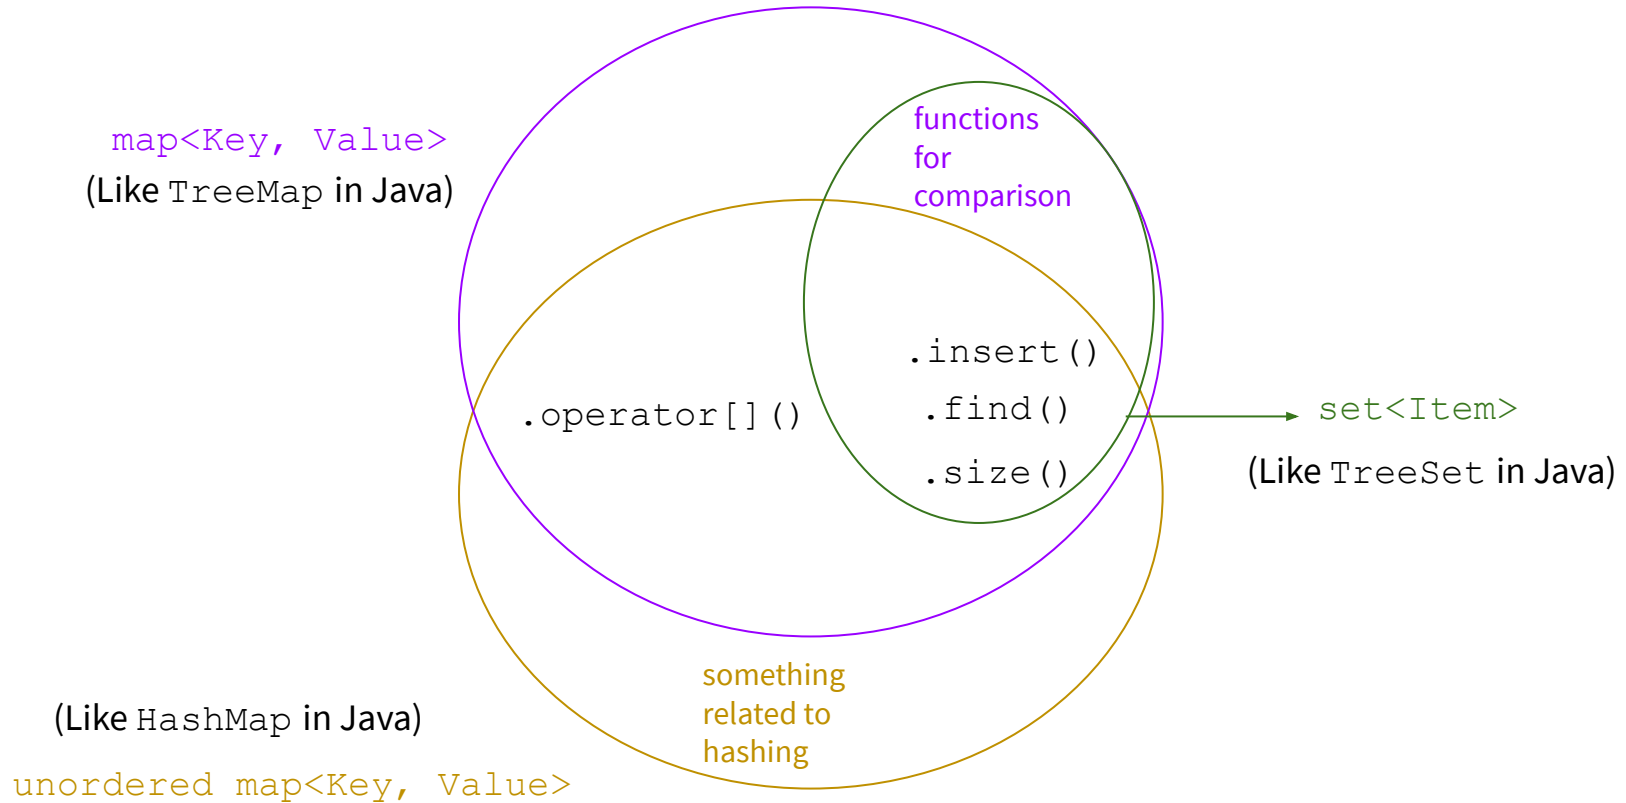 functions
for
comparison
map<Key, Value>
(Like TreeMap in Java)
.insert()
.operator[]()
.find()
set<Item>
.size()
(Like TreeSet in Java)
something
related to
hashing
(Like HashMap in Java)
unordered map<Key, Value>